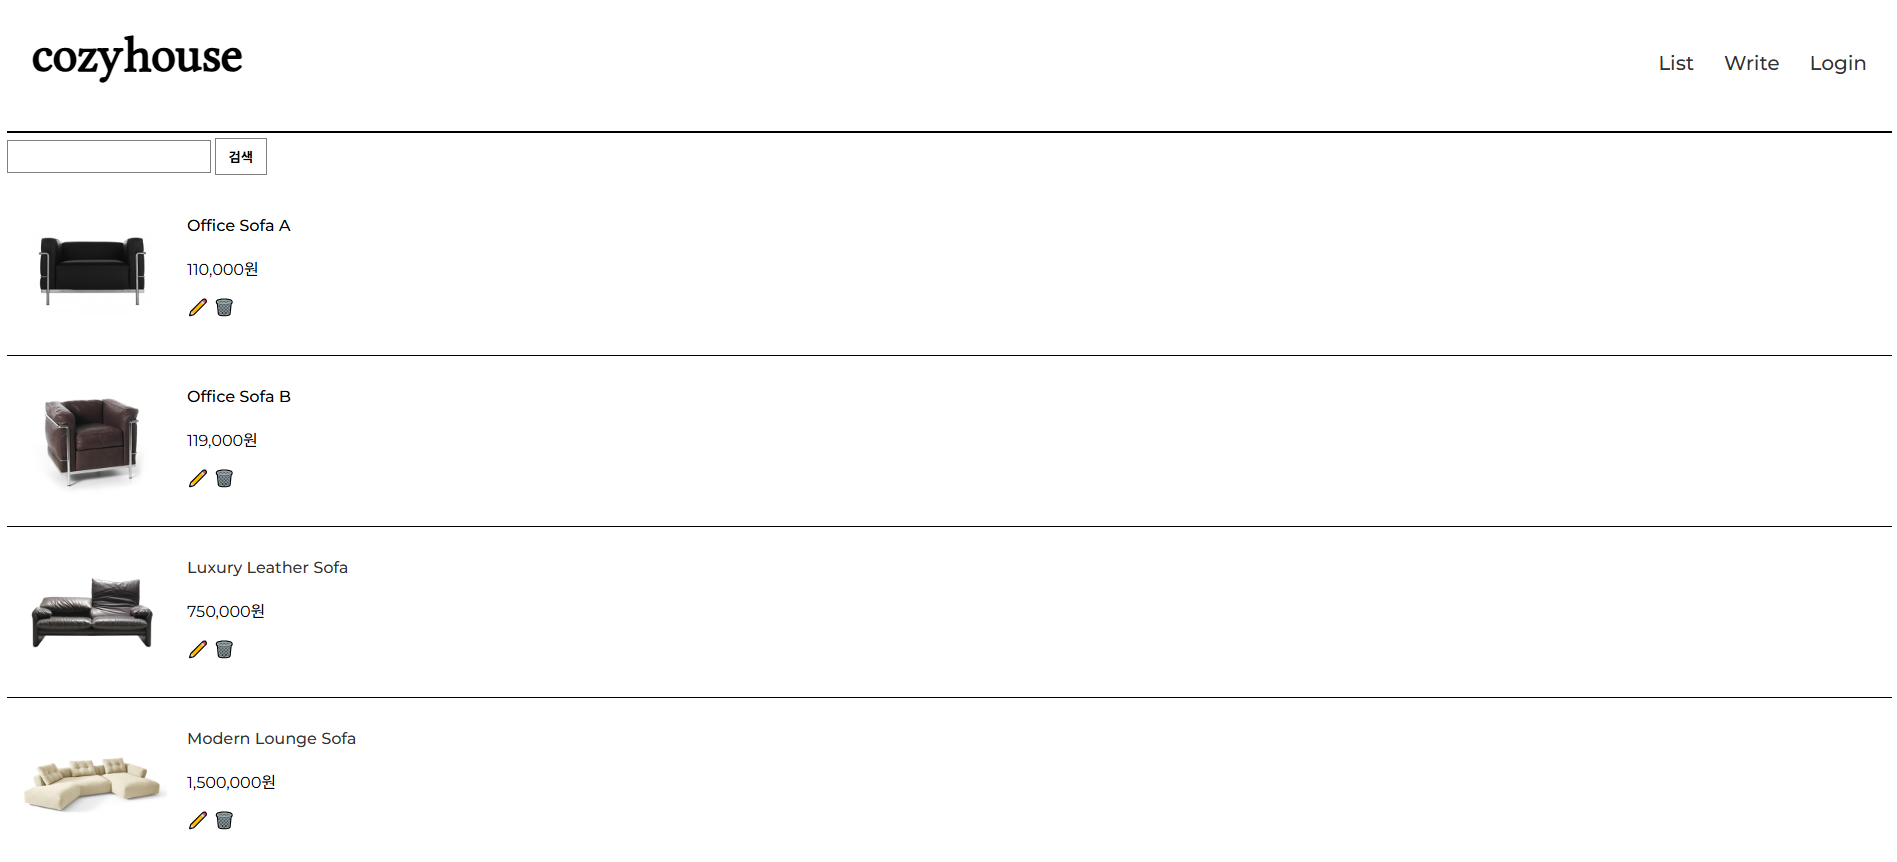 cozyhouse
List Write Login
검색
Office Sofa A
110,000원
Office Sofa B
119,000원
Luxury Leather Sofa
750,000원
Modern Lounge Sofa
1,500,000원